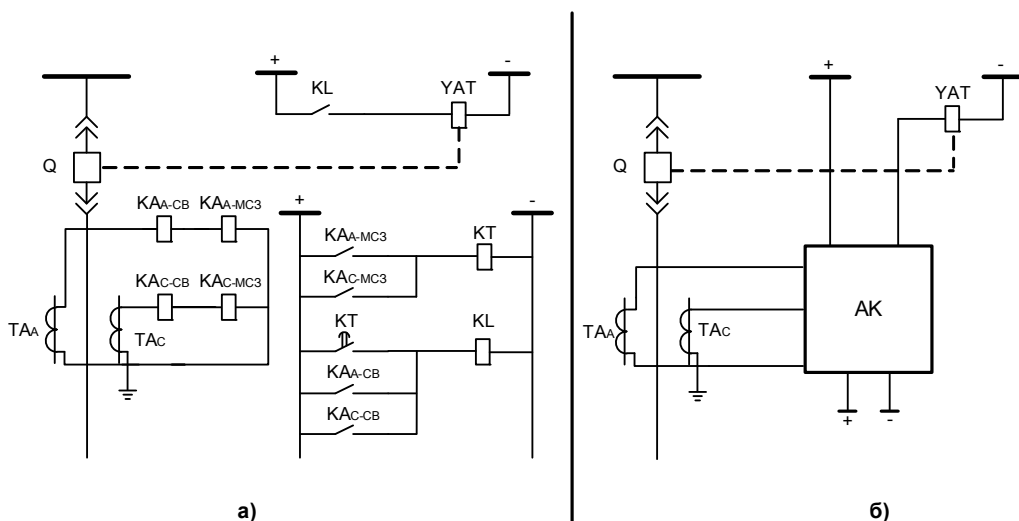 +
-
KL
YAT
Q
KAA-CB
KAA-MC3
KAC-CB
KAC-MC3
TAA
TAC
+
-
KAA-MC3
KT
KAC-MC3
KT
KL
KAA-CB
KAC-CB
а)
+
-
YAT
Q
TAA
TAC
AK
+
-
б)